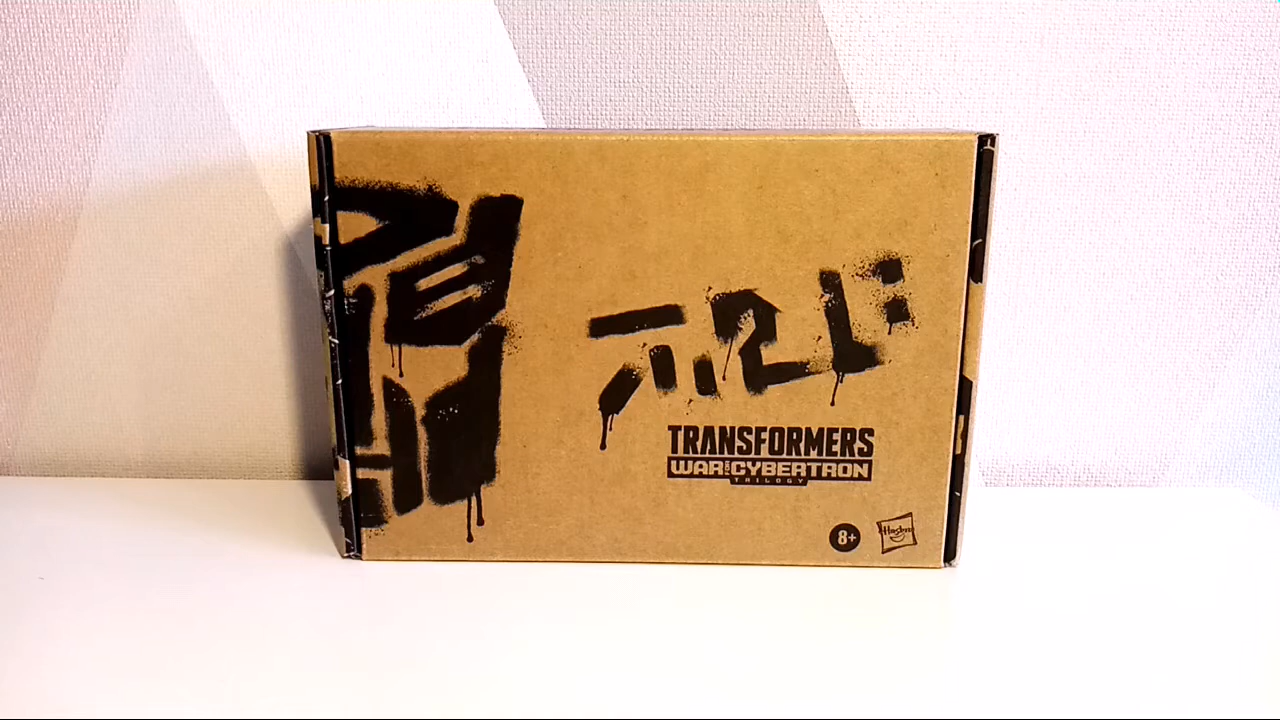 TRANSFORMERS
WAR FOR CYBERTRON
TRILOGY
8+
Hasbro